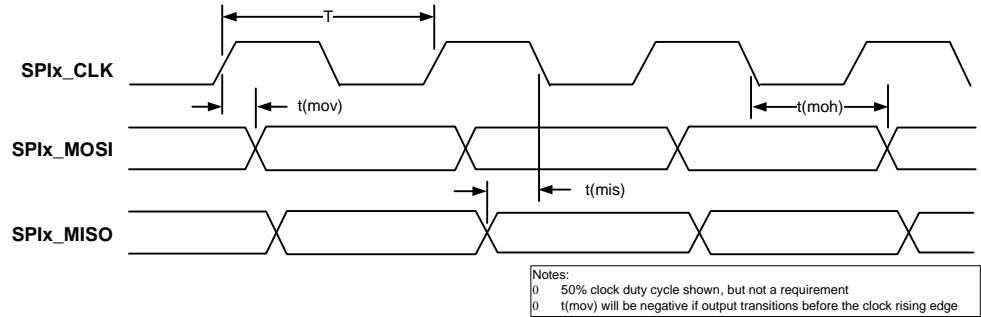 T
SPIx_CLK
t(mov)
t(moh)
SPIx_MOSI
t(mis)
SPIx_MISO
Notes:
0 50% clock duty cycle shown, but not a requirement
0 t(mov) will be negative if output transitions before the clock rising edge